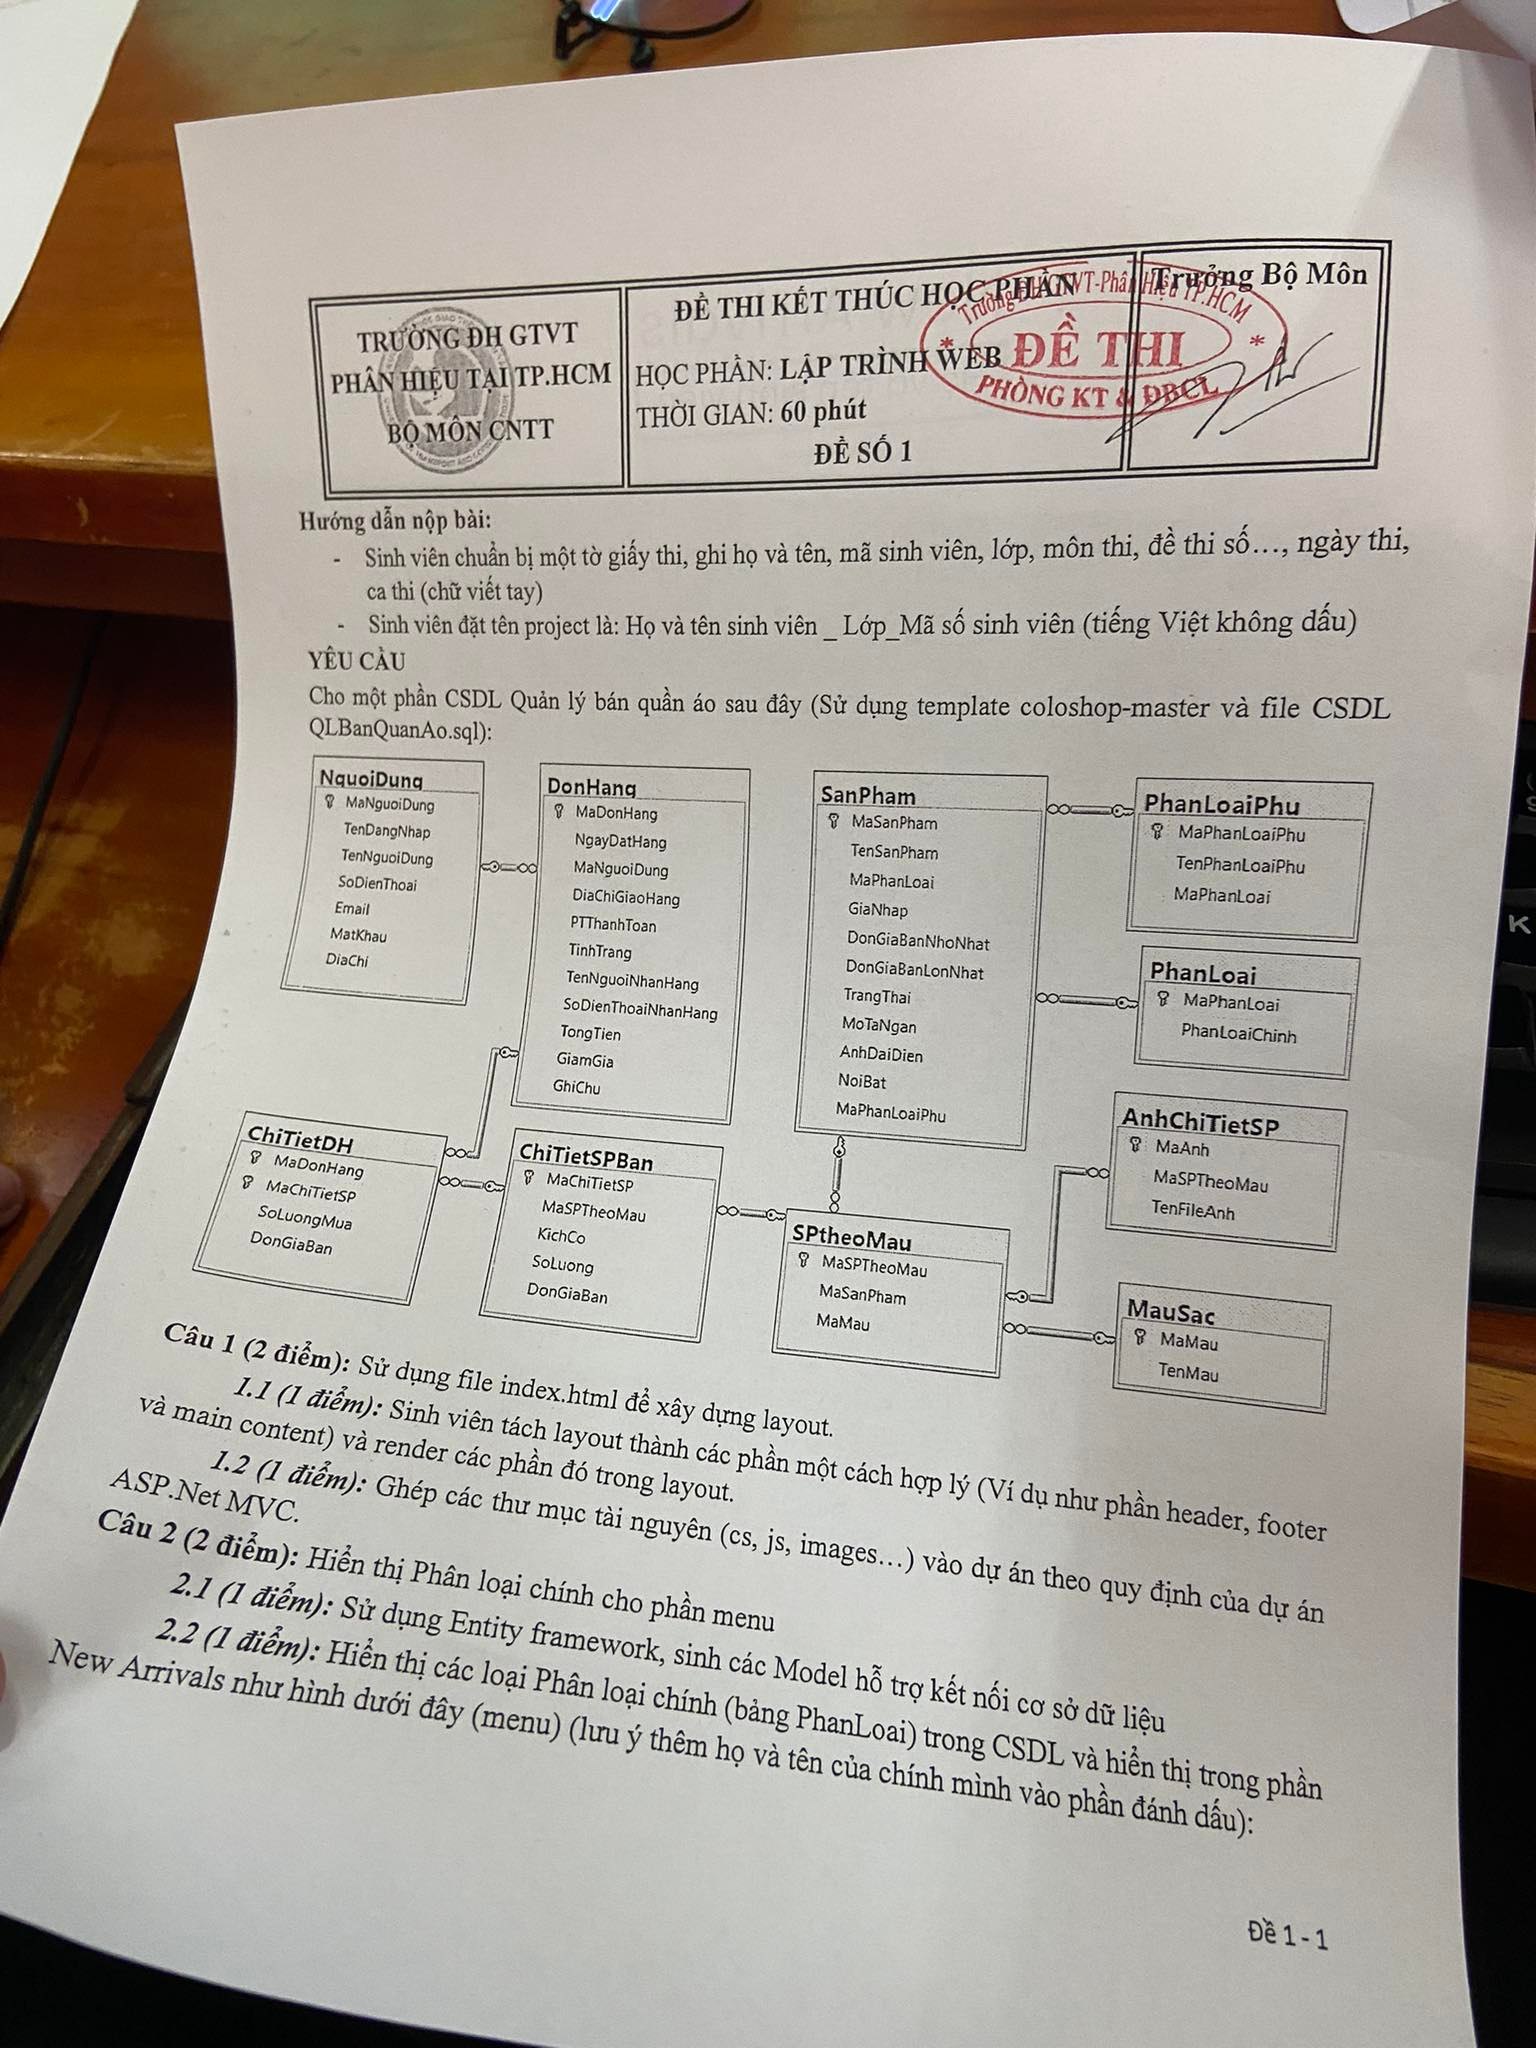 TRƯỜNG ĐH GTVT
PHÂN HIỆU TẠI TP.HCM
BỘ MÔN CNTT
ĐỀ THI KẾT THÚC HỌC PHẦN
HỌC PHẦN: LẬP TRÌNH WEB
THỜI GIAN: 60 phút
ĐỀ SỐ 1
Trưởng Bộ Môn
Trường ĐH GTVT-Phân Hiệu TP.HCM
* ĐỀ THI *
PHÒNG KT & ĐBCL
Hướng dẫn nộp bài:
- Sinh viên chuẩn bị một tờ giấy thi, ghi họ và tên, mã sinh viên, lớp, môn thi, đề thi số…, ngày thi,
ca thi (chữ viết tay)
- Sinh viên đặt tên project là: Họ và tên sinh viên _ Lớp_Mã số sinh viên (tiếng Việt không dấu)
YÊU CẦU
Cho một phần CSDL Quản lý bán quần áo sau đây (Sử dụng template coloshop-master và file CSDL
QLBanQuanAo.sql):
NguoiDung
MaNguoiDung
TenDangNhap
TenNguoiDung
SoDienThoai
Email
MatKhau
DiaChi
DonHang
MaDonHang
NgayDatHang
MaNguoiDung
DiaChiGiaoHang
PTThanhToan
TinhTrang
TenNguoiNhanHang
SoDienThoaiNhanHang
TongTien
GiamGia
GhiChu
SanPham
MaSanPham
TenSanPham
MaPhanLoai
GiaNhap
DonGiaBanNhoNhat
DonGiaBanLonNhat
TrangThai
MoTaNgan
AnhDaiDien
NoiBat
MaPhanLoaiPhu
PhanLoaiPhu
MaPhanLoaiPhu
TenPhanLoaiPhu
MaPhanLoai
PhanLoai
MaPhanLoai
PhanLoaiChinh
AnhChiTietSP
MaAnh
MaSPTheoMau
TenFileAnh
ChiTietDH
MaDonHang
MaChiTietSP
SoLuongMua
DonGiaBan
ChiTietSPBan
MaChiTietSP
MaSPTheoMau
KichCo
SoLuong
DonGiaBan
SPtheoMau
MaSPTheoMau
MaSanPham
MaMau
MauSac
MaMau
TenMau
Câu 1 (2 điểm): Sử dụng file index.html để xây dựng layout.
1.1 (1 điểm): Sinh viên tách layout thành các phần một cách hợp lý (Ví dụ như phần header, footer
và main content) và render các phần đó trong layout.
1.2 (1 điểm): Ghép các thư mục tài nguyên (cs, js, images…) vào dự án theo quy định của dự án
ASP.Net MVC.
Câu 2 (2 điểm): Hiển thị Phân loại chính cho phần menu
2.1 (1 điểm): Sử dụng Entity framework, sinh các Model hỗ trợ kết nối cơ sở dữ liệu
2.2 (1 điểm): Hiển thị các loại Phân loại chính (bảng PhanLoai) trong CSDL và hiển thị trong phần
New Arrivals như hình dưới đây (menu) (lưu ý thêm họ và tên của chính mình vào phần đánh dấu):
Đề 1 - 1